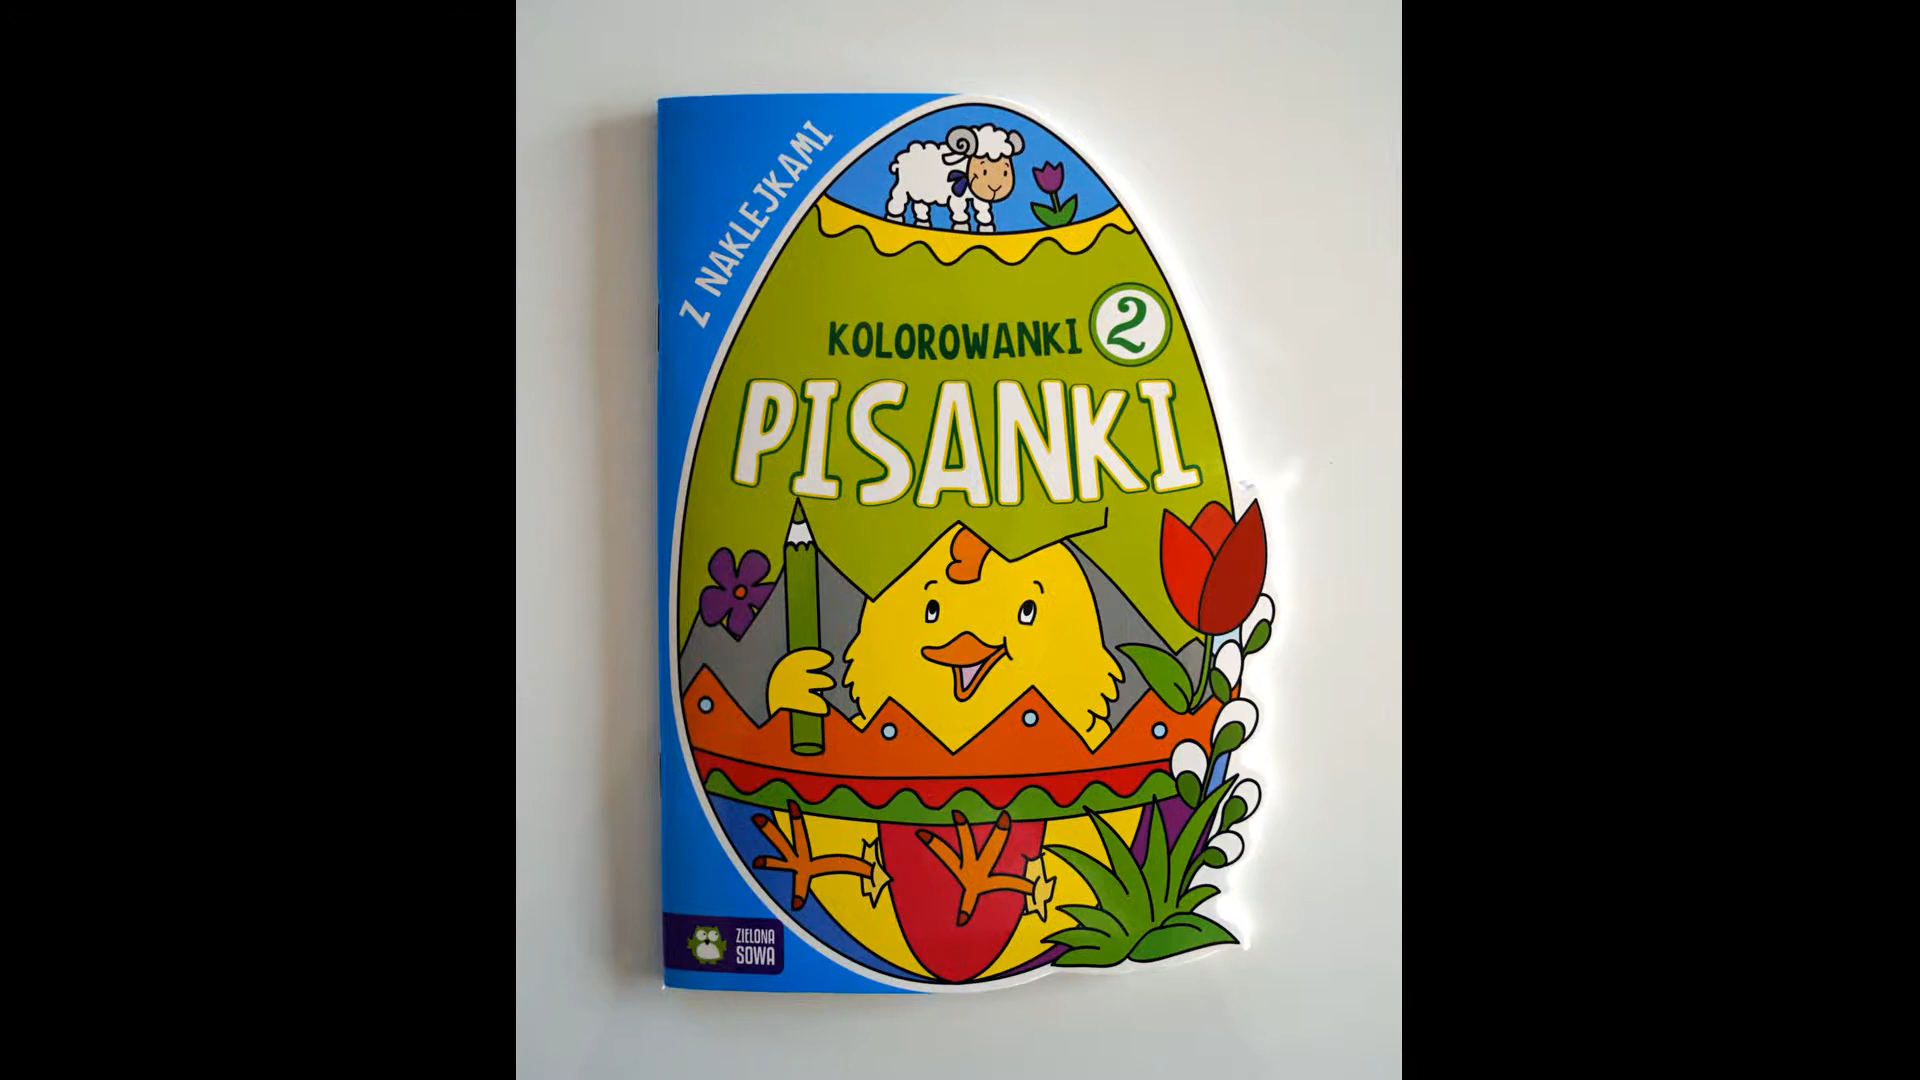 Z NAKLEJKAMI
KOLOROWANKI 2
PISANKI
ZIELONA
SOWA